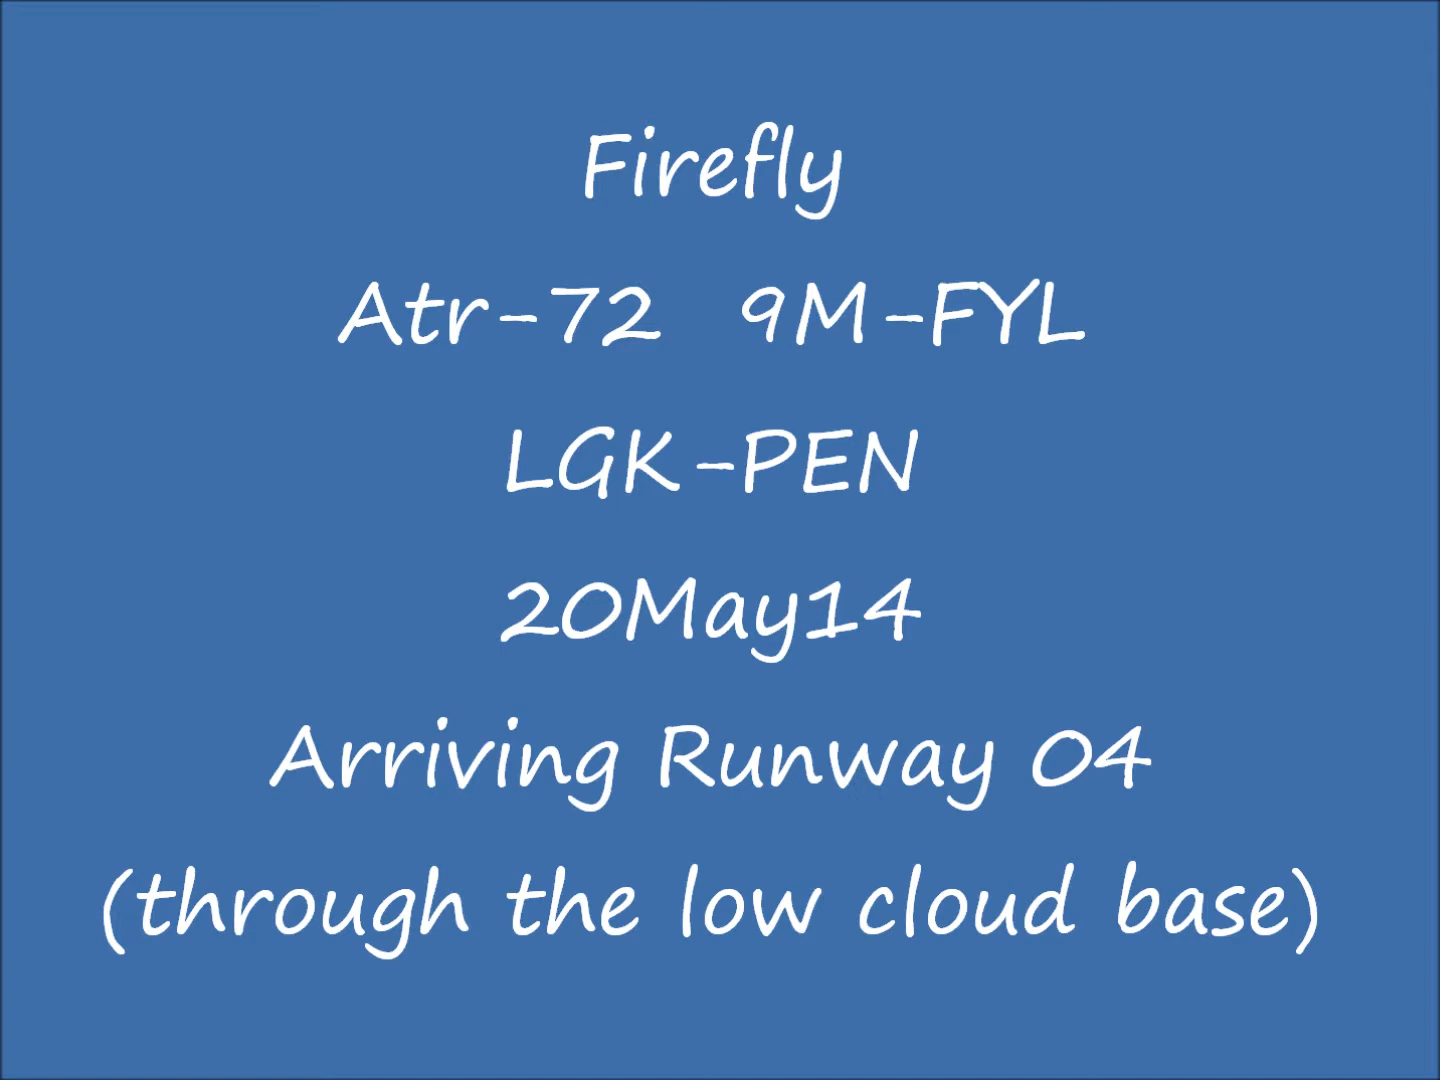 Firefly
Atr-72 9M-FYL
LGK-PEN
20May14
Arriving Runway 04
(through the low cloud base)